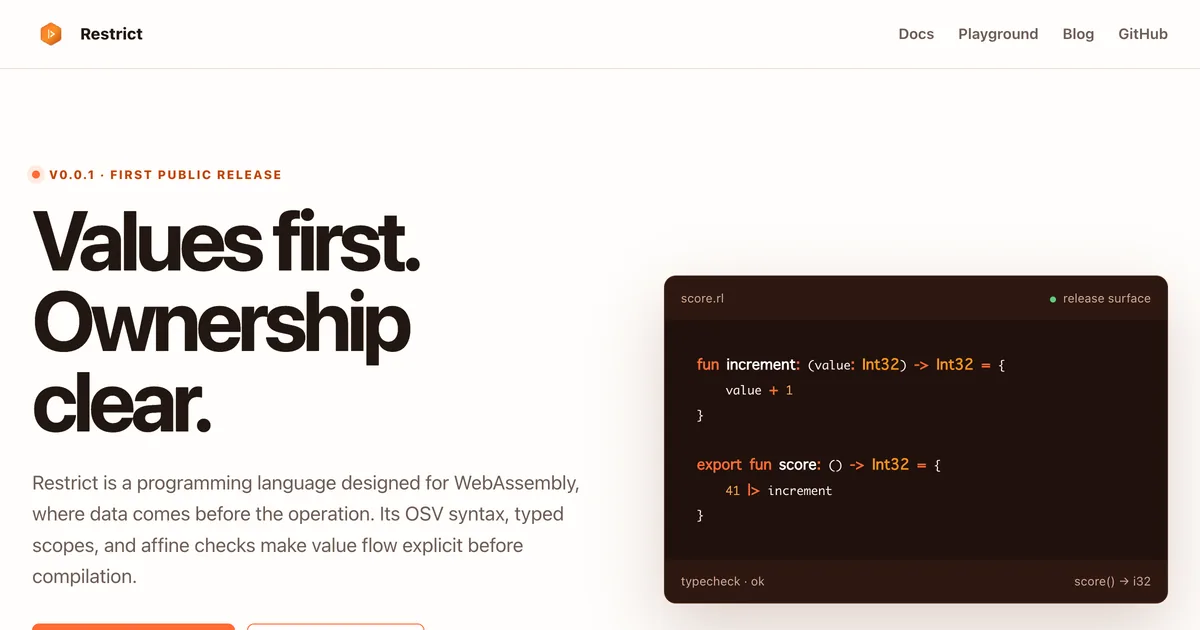 Restrict
Docs Playground Blog GitHub
V0.0.1 · FIRST PUBLIC RELEASE
Values first.
Ownership
clear.
Restrict is a programming language designed for WebAssembly,
where data comes before the operation. Its OSV syntax, typed
scopes, and affine checks make value flow explicit before
compilation.
score.rl
release surface
fun increment: (value: Int32) -> Int32 = {
    value + 1
}
export fun score: () -> Int32 = {
    41 |> increment
}
typecheck · ok
score() → i32